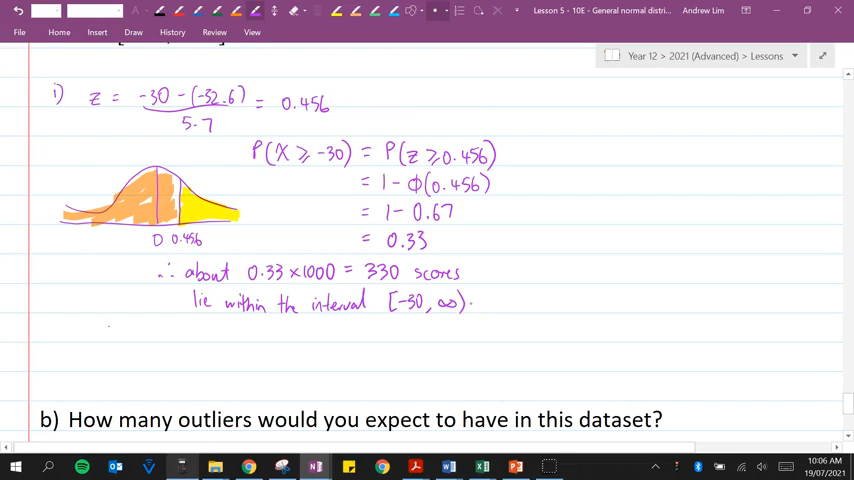 Lesson 5 - 10E - General normal distri...
Andrew Lim
File Home Insert Draw History Review View
Year 12 > 2021 (Advanced) > Lessons
i) z = -30 - (-32.6) / 5.7 = 0.456
P(X ≥ -30) = P(z ≥ 0.456)
= 1 - Φ(0.456)
= 1 - 0.67
= 0.33
0 0.456
∴ about 0.33 × 1000 = 330 scores
lie within the interval [-30, ∞).
b) How many outliers would you expect to have in this dataset?
10:06 AM
19/07/2021